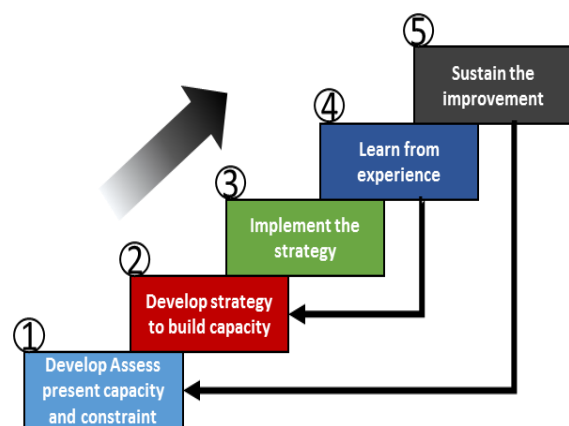 ⑤
Sustain the
improvement
④
Learn from
experience
③
Implement the
strategy
②
Develop strategy
to build capacity
①
Develop Assess
present capacity
and constraint